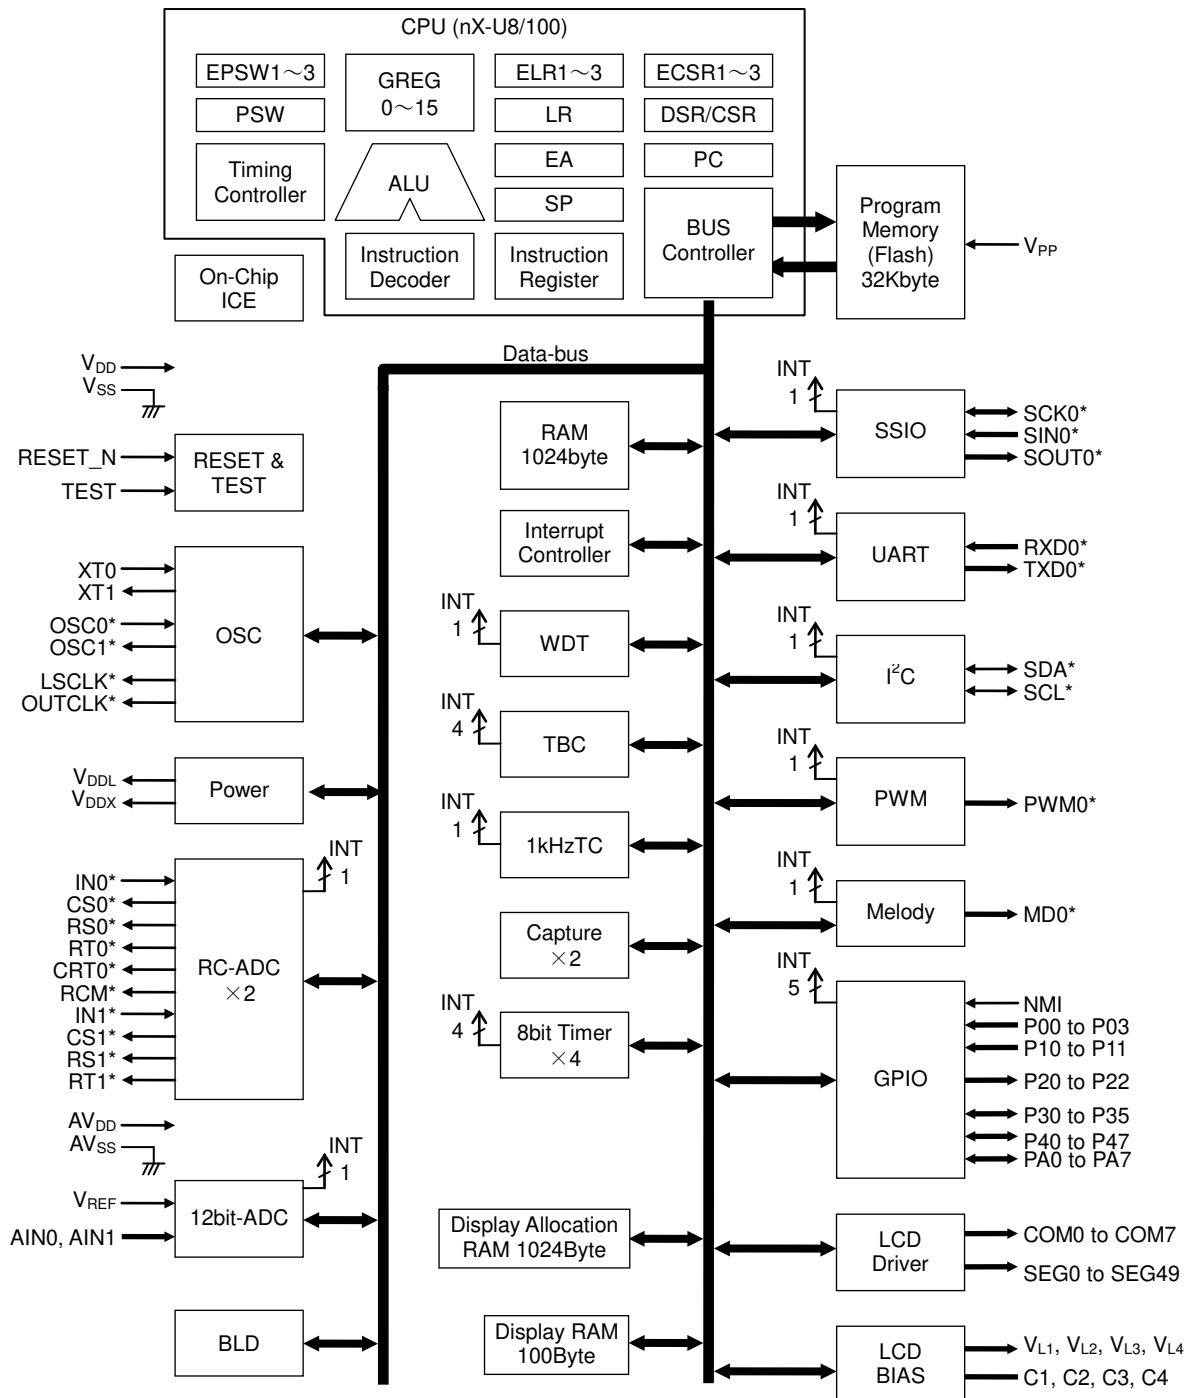 CPU (nX-U8/100)
EPSW1～3
GREG
0～15
ELR1～3
ECSR1～3
PSW
LR
DSR/CSR
Timing
Controller
ALU
EA
PC
SP
BUS
Controller
Program
Memory
(Flash)
32Kbyte
VPP
Instruction
Decoder
Instruction
Register
On-Chip
ICE
Data-bus
VDD
VSS
RESET_N
TEST
RESET &
TEST
XT0
XT1
OSC0*
OSC1*
LSCLK*
OUTCLK*
OSC
VDDL
VDDX
Power
IN0*
CS0*
RS0*
RT0*
CRT0*
RCM*
IN1*
CS1*
RS1*
RT1*
RC-ADC
×2
INT
1
AVDD
AVSS
VREF
AIN0, AIN1
12bit-ADC
INT
1
BLD
RAM
1024byte
Interrupt
Controller
INT
1
WDT
INT
4
TBC
INT
1
1kHzTC
Capture
×2
INT
4
8bit Timer
×4
Display Allocation
RAM 1024Byte
Display RAM
100Byte
INT
1
SSIO
SCK0*
SIN0*
SOUT0*
INT
1
UART
RXD0*
TXD0*
INT
1
I²C
SDA*
SCL*
INT
1
PWM
PWM0*
INT
1
Melody
MD0*
INT
5
GPIO
NMI
P00 to P03
P10 to P11
P20 to P22
P30 to P35
P40 to P47
PA0 to PA7
LCD
Driver
COM0 to COM7
SEG0 to SEG49
LCD
BIAS
VL1, VL2, VL3, VL4
C1, C2, C3, C4